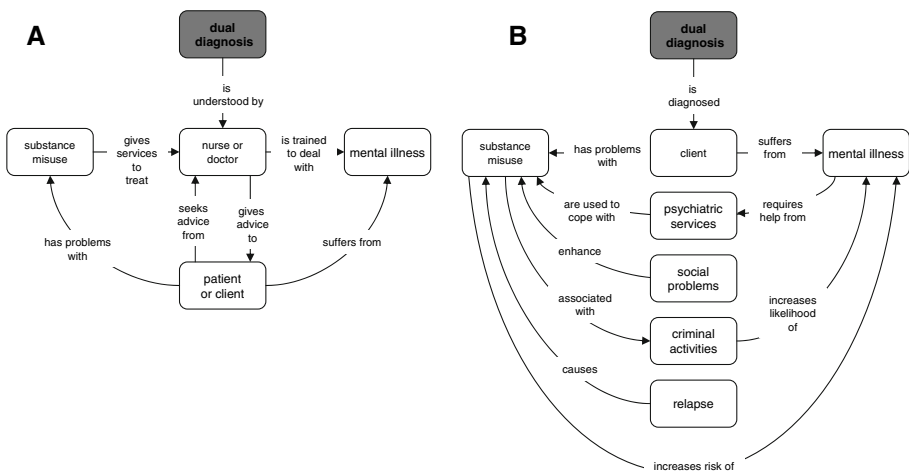 A
dual
diagnosis
is
understood by
substance
misuse
gives
services
to
treat
nurse or
doctor
is trained
to deal
with
mental illness
has problems
with
seeks
advice
from
gives
advice
to
suffers from
patient
or client
B
dual
diagnosis
is
diagnosed
substance
misuse
has problems
with
client
suffers
from
mental illness
are used to
cope with
psychiatric
services
requires
help from
enhance
social
problems
associated
with
criminal
activities
increases
likelihood
of
causes
relapse
increases risk of